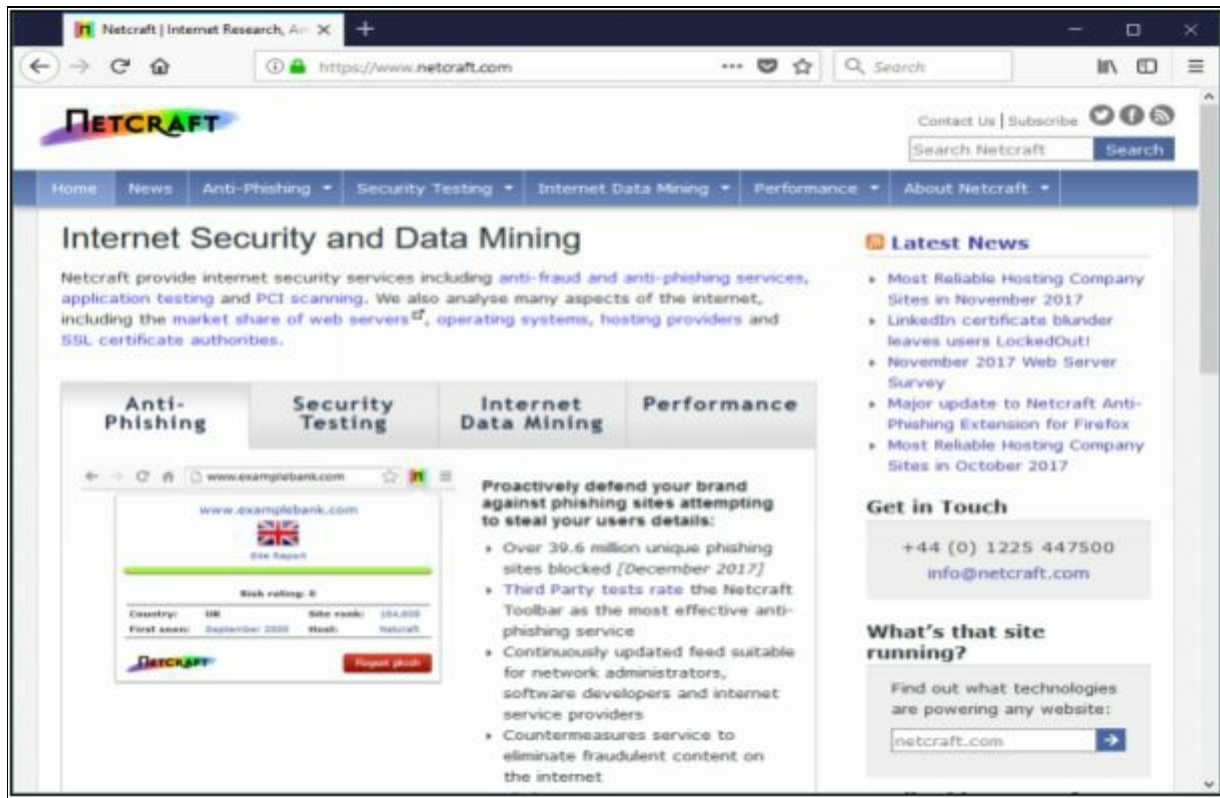 Netcraft | Internet Research, An
https://www.netcraft.com
Search
NETCRAFT
Contact Us | Subscribe
Search Netcraft
Search
Home
News
Anti-Phishing
Security Testing
Internet Data Mining
Performance
About Netcraft
Internet Security and Data Mining
Netcraft provide internet security services including anti-fraud and anti-phishing services,
application testing and PCI scanning. We also analyse many aspects of the internet,
including the market share of web servers, operating systems, hosting providers and
SSL certificate authorities.
Anti-
Phishing
Security
Testing
Internet
Data Mining
Performance
www.examplebank.com
www.examplebank.com
Site Report
Risk rating: 0
Country: UK Site rank:
First seen: September Host: Netcraft
NETCRAFT
Report phish
Proactively defend your brand
against phishing sites attempting
to steal your users details:
Over 39.6 million unique phishing
sites blocked [December 2017]
Third Party tests rate the Netcraft
Toolbar as the most effective anti-
phishing service
Continuously updated feed suitable
for network administrators,
software developers and internet
service providers
Countermeasures service to
eliminate fraudulent content on
the internet
Latest News
Most Reliable Hosting Company
Sites in November 2017
LinkedIn certificate blunder
leaves users LockedOut!
November 2017 Web Server
Survey
Major update to Netcraft Anti-
Phishing Extension for Firefox
Most Reliable Hosting Company
Sites in October 2017
Get in Touch
+44 (0) 1225 447500
info@netcraft.com
What's that site
running?
Find out what technologies
are powering any website:
netcraft.com